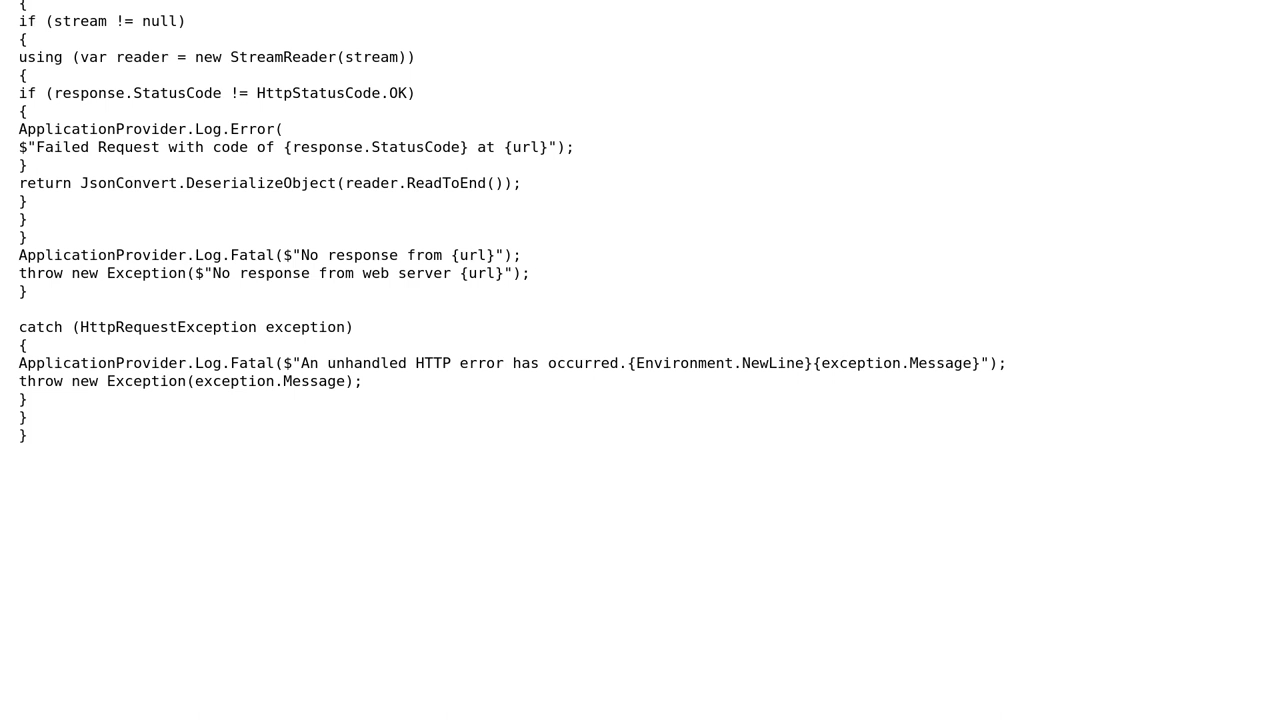 {
if (stream != null)
{
using (var reader = new StreamReader(stream))
{
if (response.StatusCode != HttpStatusCode.OK)
{
ApplicationProvider.Log.Error(
$"Failed Request with code of {response.StatusCode} at {url}");
}
return JsonConvert.DeserializeObject(reader.ReadToEnd());
}
}
}
ApplicationProvider.Log.Fatal($"No response from {url}");
throw new Exception($"No response from web server {url}");
}

catch (HttpRequestException exception)
{
ApplicationProvider.Log.Fatal($"An unhandled HTTP error has occurred.{Environment.NewLine}{exception.Message}");
throw new Exception(exception.Message);
}
}
}